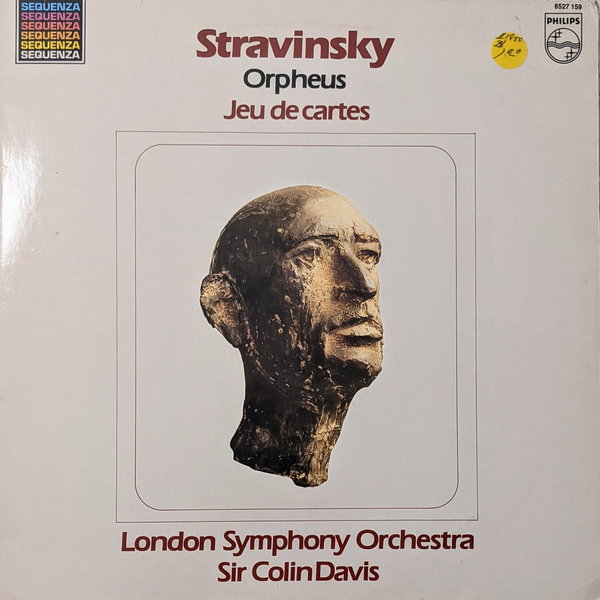 SEQUENZA
SEQUENZA
SEQUENZA
SEQUENZA
SEQUENZA
SEQUENZA
6527 159
PHILIPS
Stravinsky
Orpheus
Jeu de cartes
London Symphony Orchestra
Sir Colin Davis